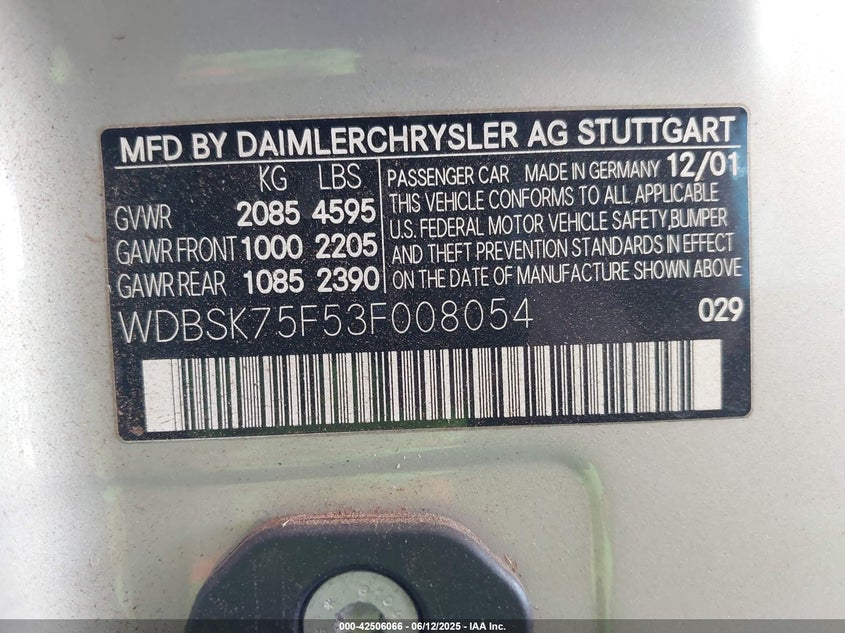 MFD BY DAIMLERCHRYSLER AG STUTTGART
KG LBS
GVWR 2085 4595
GAWR FRONT 1000 2205
GAWR REAR 1085 2390
PASSENGER CAR MADE IN GERMANY 12/01
THIS VEHICLE CONFORMS TO ALL APPLICABLE
U.S. FEDERAL MOTOR VEHICLE SAFETY,BUMPER
AND THEFT PREVENTION STANDARDS IN EFFECT
ON THE DATE OF MANUFACTURE SHOWN ABOVE
WDBSK75F53F008054 029
000-42506066 - 06/12/2025 - IAA Inc.